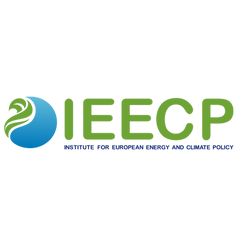 IEECP
INSTITUTE FOR EUROPEAN ENERGY AND CLIMATE POLICY